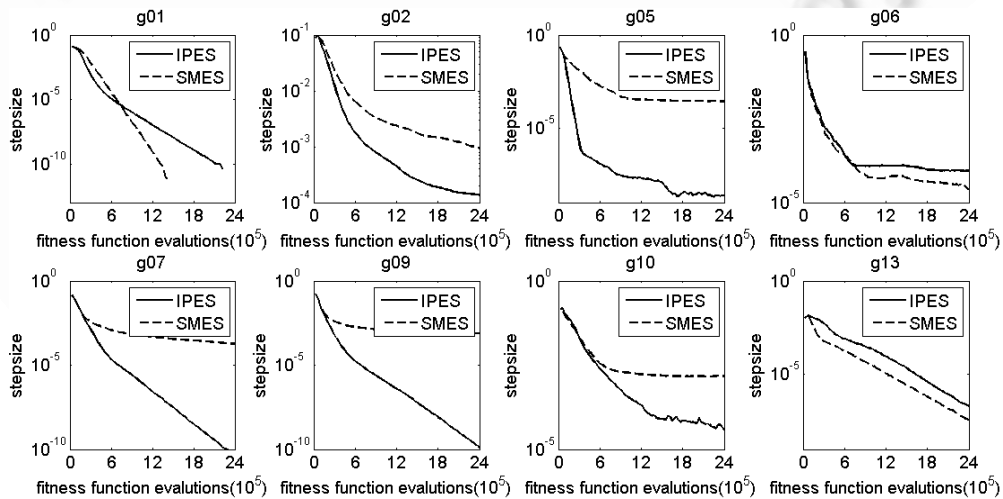 g01
10^0
10^-5
10^-10
IPES
SMES
stepsize
0 6 12 18 24
fitness function evalutions(10^5)
g02
10^-1
10^-2
10^-3
10^-4
IPES
SMES
stepsize
0 6 12 18 24
fitness function evalutions(10^5)
g05
10^0
10^-5
IPES
SMES
stepsize
0 6 12 18 24
fitness function evalutions(10^5)
g06
10^0
10^-5
IPES
SMES
stepsize
0 6 12 18 24
fitness function evalutions(10^5)
g07
10^0
10^-5
10^-10
IPES
SMES
stepsize
0 6 12 18 24
fitness function evalutions(10^5)
g09
10^0
10^-5
10^-10
IPES
SMES
stepsize
0 6 12 18 24
fitness function evalutions(10^5)
g10
10^0
10^-5
IPES
SMES
stepsize
0 6 12 18 24
fitness function evalutions(10^5)
g13
10^0
10^-5
IPES
SMES
stepsize
0 6 12 18 24
fitness function evalutions(10^5)